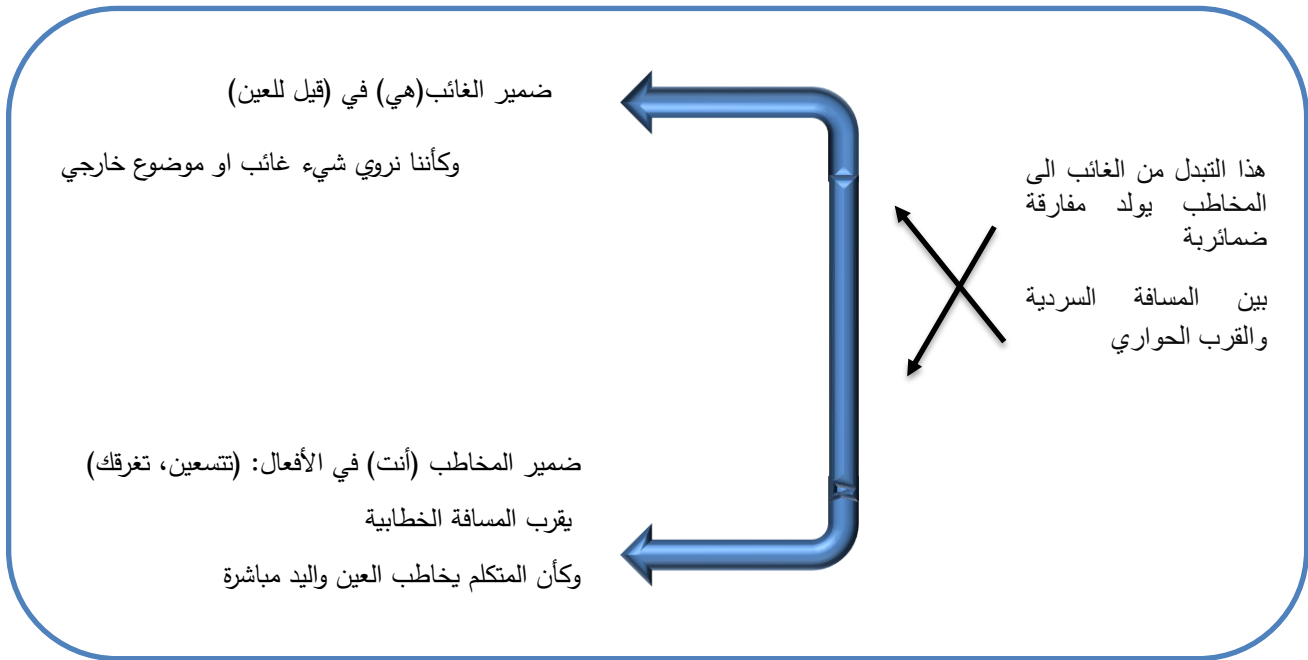 هذا التبدل من الغائب الى
المخاطب يولد مفارقة
ضمائربة
بين المسافة السردية
والقرب الحواري
ضمير الغائب(هي) في (قيل للعين)
وكأننا نروي شيء غائب او موضوع خارجي
ضمير المخاطب (أنت) في الأفعال: (تتسعين، تغرقك)
يقرب المسافة الخطابية
وكأن المتكلم يخاطب العين واليد مباشرة